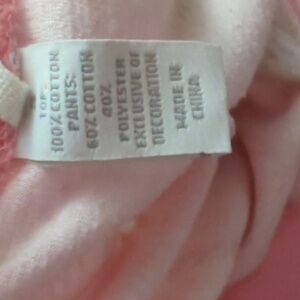 TOP:
100% COTTON
PANTS:
60% COTTON
40%
POLYESTER
EXCLUSIVE OF
DECORATION
MADE IN
CHINA